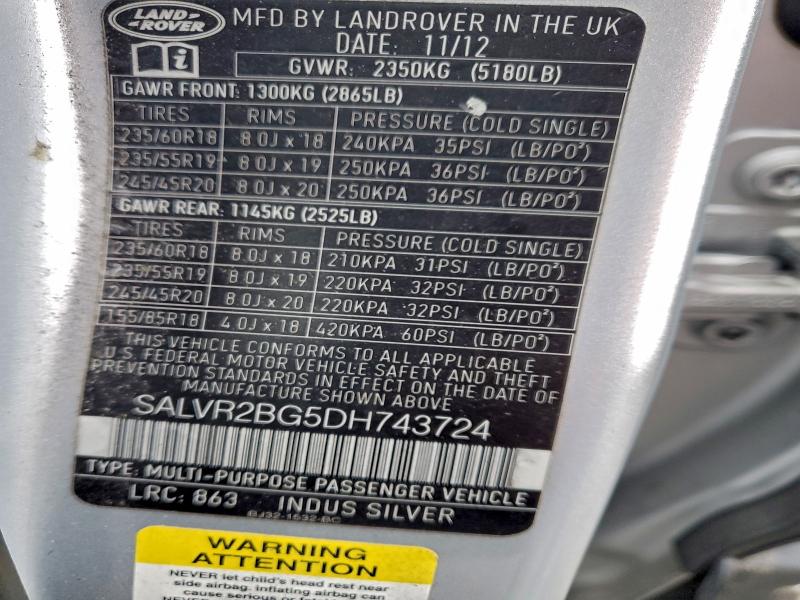 LAND ROVER
MFD BY LANDROVER IN THE UK
DATE: 11/12
i
GVWR: 2350KG (5180LB)
GAWR FRONT: 1300KG (2865LB)
TIRES RIMS PRESSURE (COLD SINGLE)
235/60R18 8.0J x 18 240KPA 35PSI (LB/PO²)
235/55R19 8.0J x 19 250KPA 36PSI (LB/PO²)
245/45R20 8.0J x 20 250KPA 36PSI (LB/PO²)
GAWR REAR: 1145KG (2525LB)
TIRES RIMS PRESSURE (COLD SINGLE)
235/60R18 8.0J x 18 210KPA 31PSI (LB/PO²)
235/55R19 8.0J x 19 220KPA 32PSI (LB/PO²)
245/45R20 8.0J x 20 220KPA 32PSI (LB/PO²)
155/85R18 4.0J x 18 420KPA 60PSI (LB/PO²)
THIS VEHICLE CONFORMS TO ALL APPLICABLE
U.S. FEDERAL MOTOR VEHICLE SAFETY AND THEFT
PREVENTION STANDARDS IN EFFECT ON THE DATE OF
MANUFACTURE SHOWN ABOVE
SALVR2BG5DH743724
TYPE: MULTI-PURPOSE PASSENGER VEHICLE
LRC: 863 INDUS SILVER
BJ32-1532-BC
WARNING
ATTENTION
NEVER let child's head rest near
side airbag. inflating airbag can
cause serious or